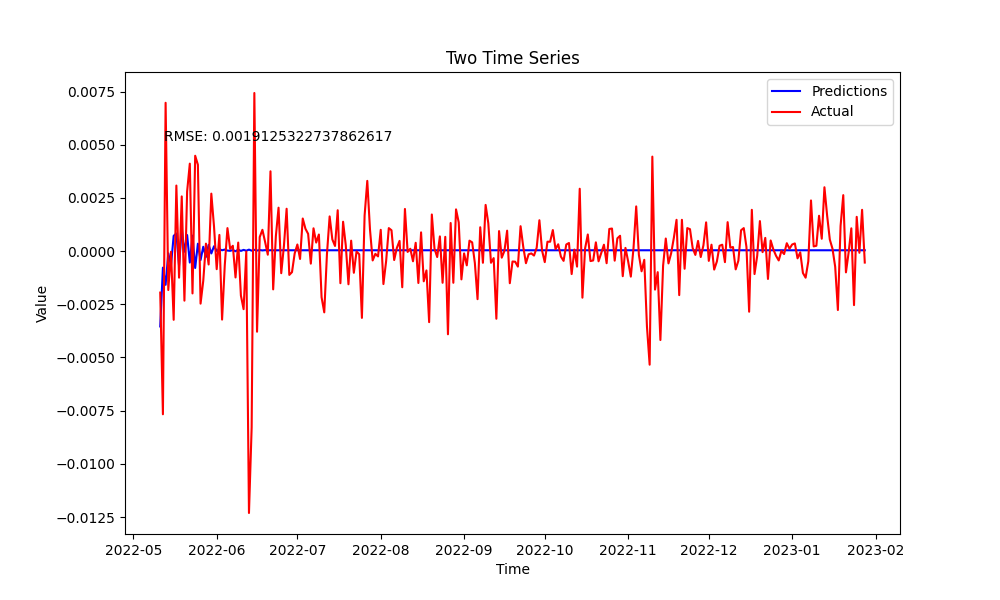 Two Time Series
Predictions
Actual
RMSE: 0.0019125322737862617
0.0075
0.0050
0.0025
0.0000
−0.0025
−0.0050
−0.0075
−0.0100
−0.0125
Value
2022-05 2022-06 2022-07 2022-08 2022-09 2022-10 2022-11 2022-12 2023-01 2023-02
Time